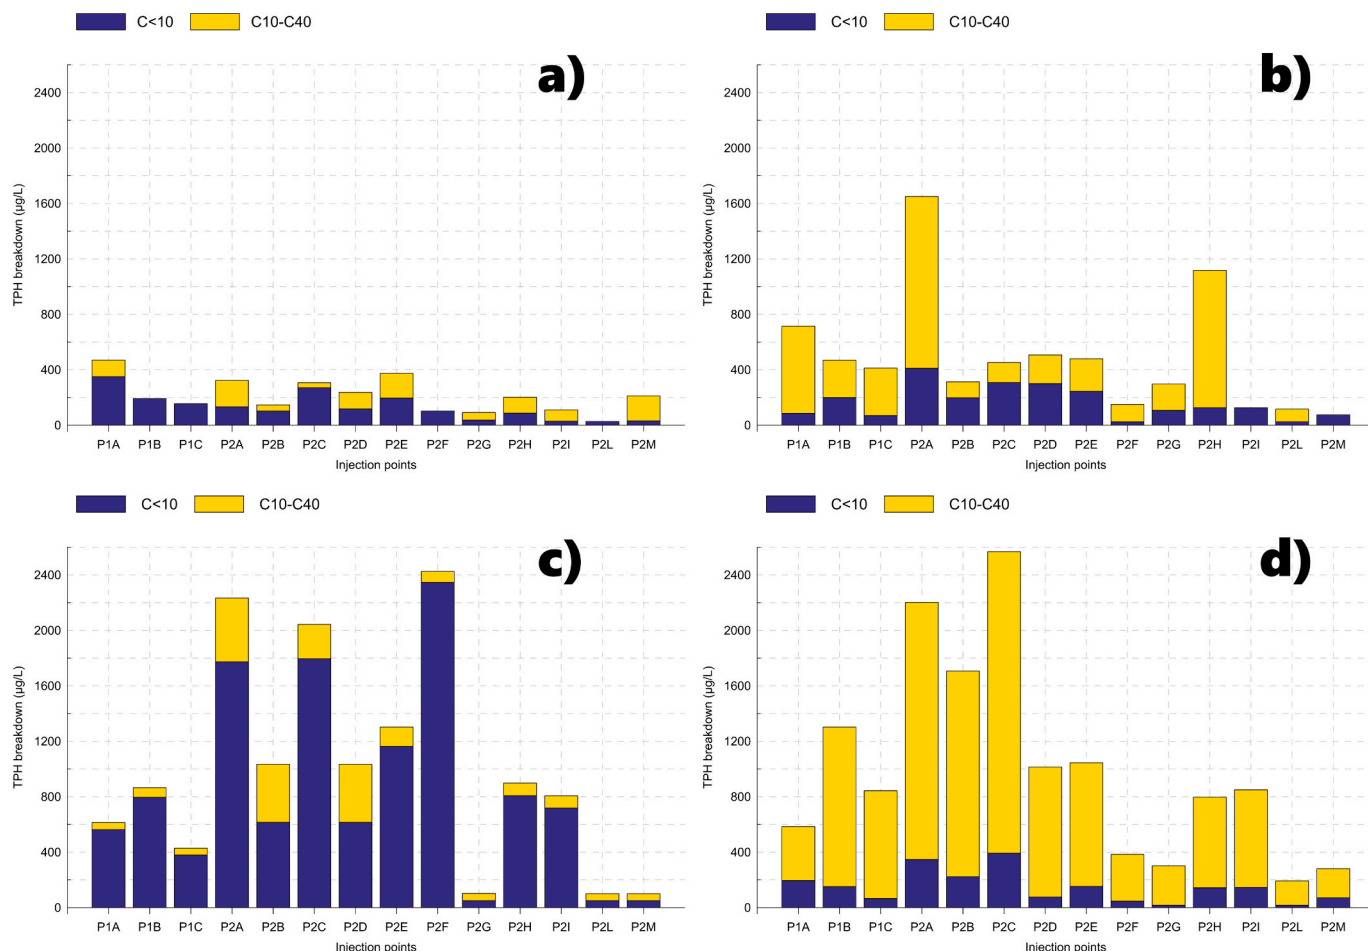 C<10 C10-C40
a)
2400
2000
1600
1200
800
400
0
TPH breakdown (µg/L)
P1A P1B P1C P2A P2B P2C P2D P2E P2F P2G P2H P2I P2L P2M
Injection points
C<10 C10-C40
b)
2400
2000
1600
1200
800
400
0
TPH breakdown (µg/L)
P1A P1B P1C P2A P2B P2C P2D P2E P2F P2G P2H P2I P2L P2M
Injection points
C<10 C10-C40
c)
2400
2000
1600
1200
800
400
0
TPH breakdown (µg/L)
P1A P1B P1C P2A P2B P2C P2D P2E P2F P2G P2H P2I P2L P2M
Injection points
C<10 C10-C40
d)
2400
2000
1600
1200
800
400
0
TPH breakdown (µg/L)
P1A P1B P1C P2A P2B P2C P2D P2E P2F P2G P2H P2I P2L P2M
Injection points